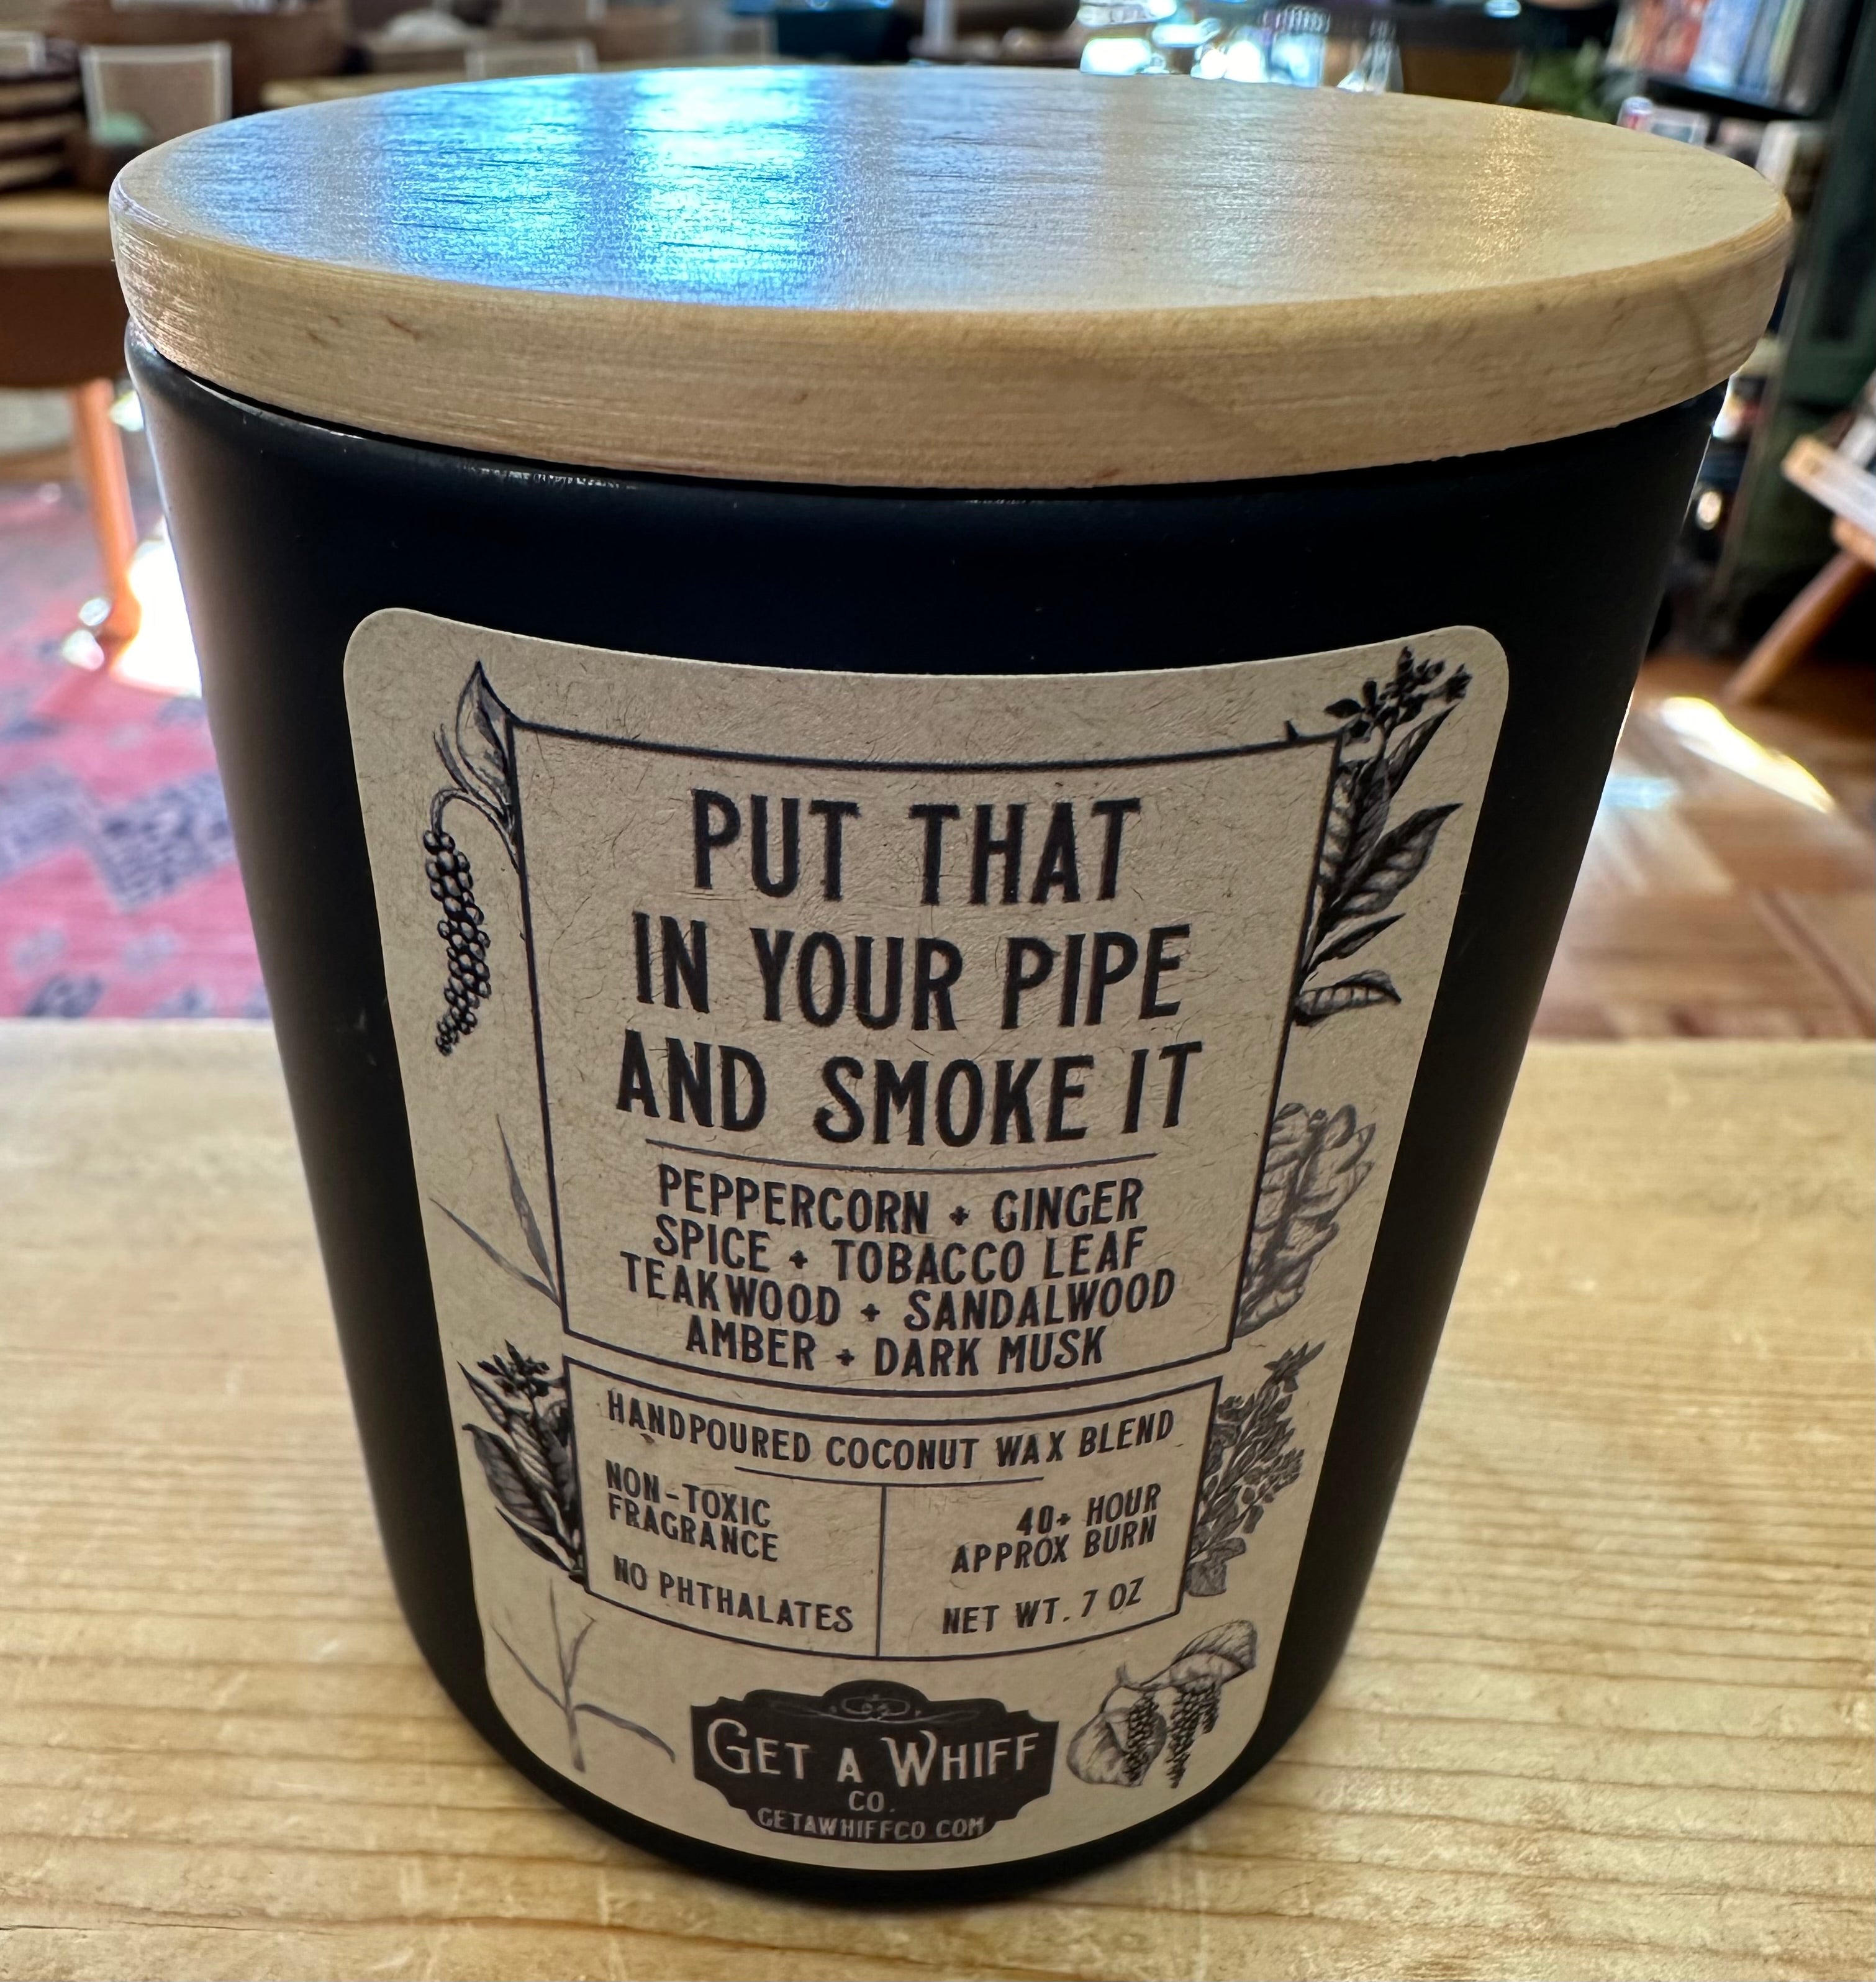 PUT THAT
IN YOUR PIPE
AND SMOKE IT
PEPPERCORN + GINGER
SPICE + TOBACCO LEAF
TEAKWOOD + SANDALWOOD
AMBER + DARK MUSK
HANDPOURED COCONUT WAX BLEND
NON-TOXIC
FRAGRANCE
NO PHTHALATES
40+ HOUR
APPROX BURN
NET WT. 7 OZ
GET A WHIFF
CO.
GETAWHIFFCO.COM